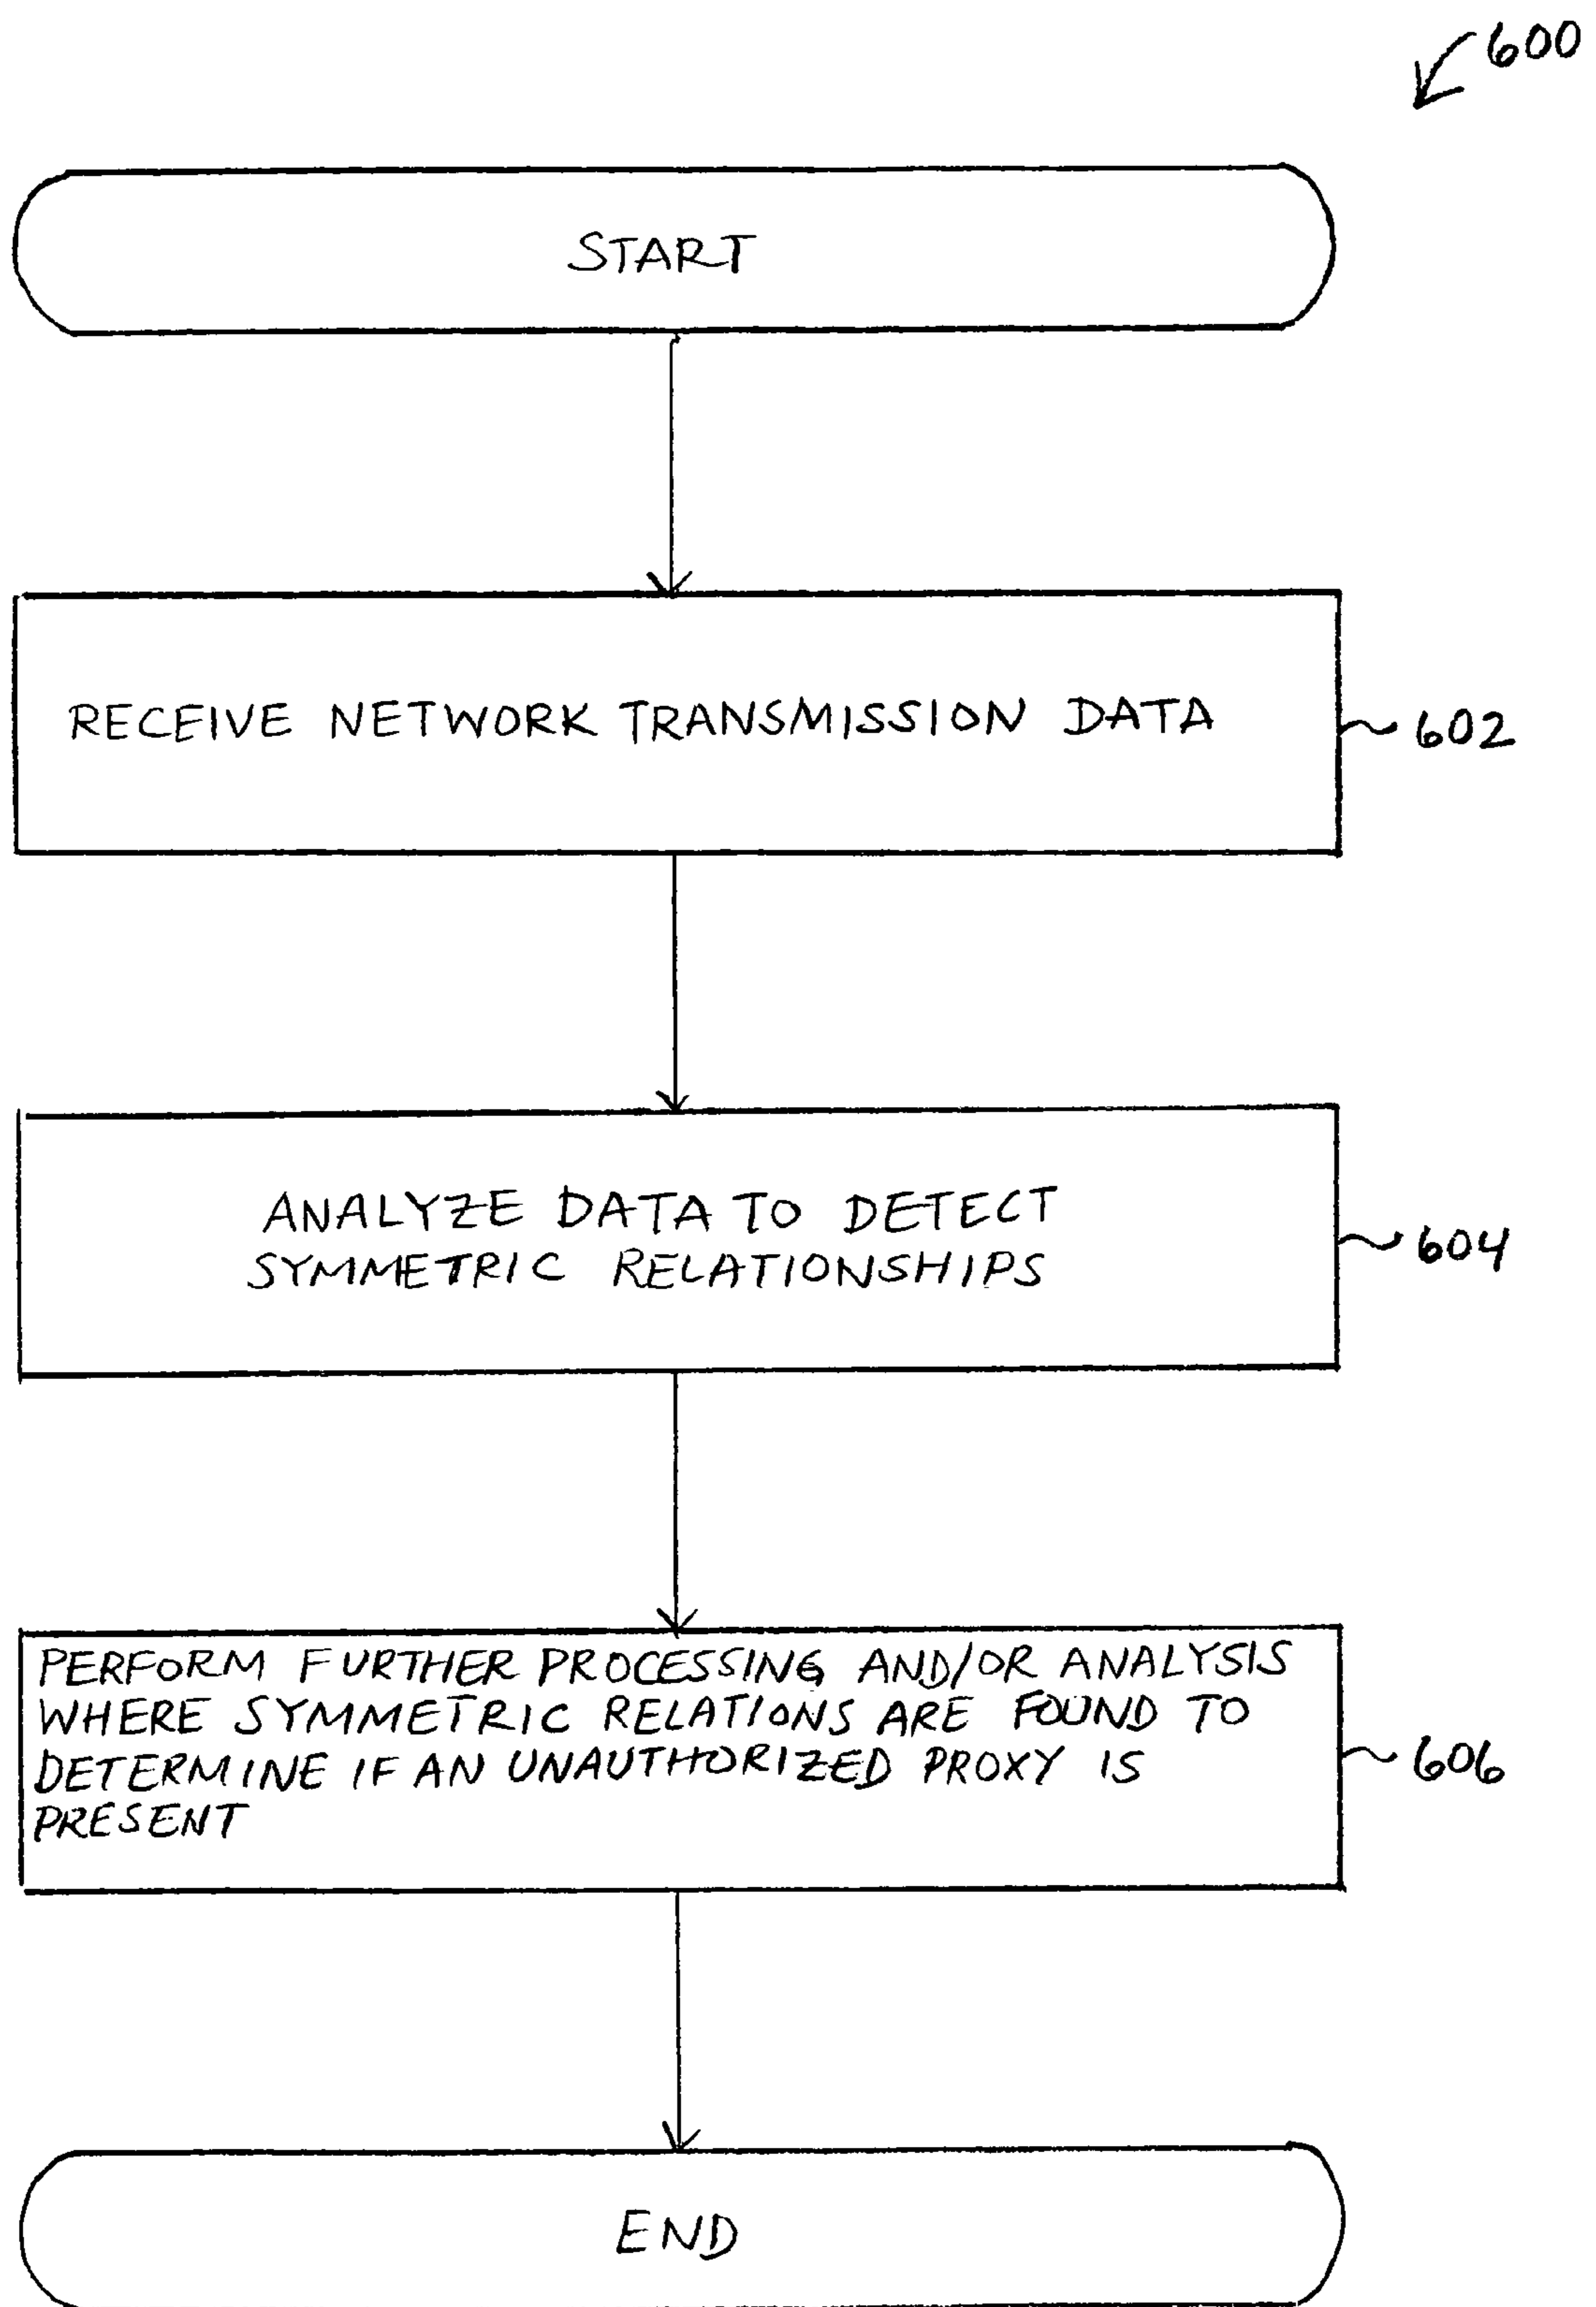 600
START
RECEIVE NETWORK TRANSMISSION DATA
602
ANALYZE DATA TO DETECT
SYMMETRIC RELATIONSHIPS
604
PERFORM FURTHER PROCESSING AND/OR ANALYSIS
WHERE SYMMETRIC RELATIONS ARE FOUND TO
DETERMINE IF AN UNAUTHORIZED PROXY IS
PRESENT
606
END